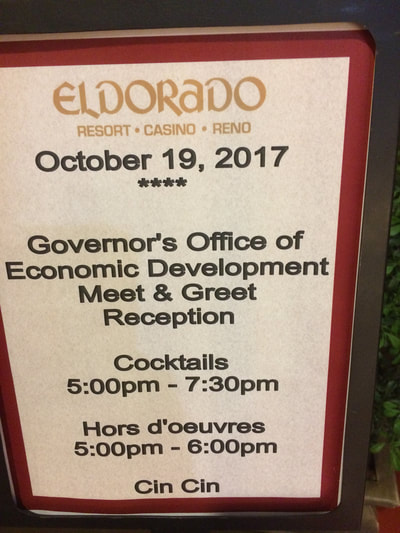 ELDORADO
RESORT • CASINO • RENO
October 19, 2017
****
Governor's Office of
Economic Development
Meet & Greet
Reception
Cocktails
5:00pm - 7:30pm
Hors d'oeuvres
5:00pm - 6:00pm
Cin Cin